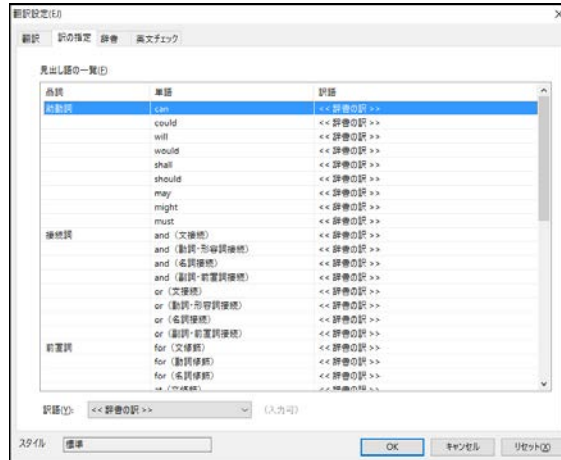 翻訳設定(EJ)
翻訳 訳の指定 辞書 英文チェック
見出し語の一覧(F)
品詞 単語 訳語
助動詞 can <<辞書の訳>>
could <<辞書の訳>>
will <<辞書の訳>>
would <<辞書の訳>>
shall <<辞書の訳>>
should <<辞書の訳>>
may <<辞書の訳>>
might <<辞書の訳>>
must <<辞書の訳>>
接続詞 and (文接続) <<辞書の訳>>
and (動詞・形容詞接続) <<辞書の訳>>
and (名詞接続) <<辞書の訳>>
and (副詞・前置詞接続) <<辞書の訳>>
or (文接続) <<辞書の訳>>
or (動詞・形容詞接続) <<辞書の訳>>
or (名詞接続) <<辞書の訳>>
or (副詞・前置詞接続) <<辞書の訳>>
前置詞 for (文修飾) <<辞書の訳>>
for (動詞修飾) <<辞書の訳>>
for (名詞修飾) <<辞書の訳>>
at (文修飾) <<辞書の訳>>
訳語(Y): <<辞書の訳>> (入力可)
スタイル 標準 OK キャンセル リセット(X)